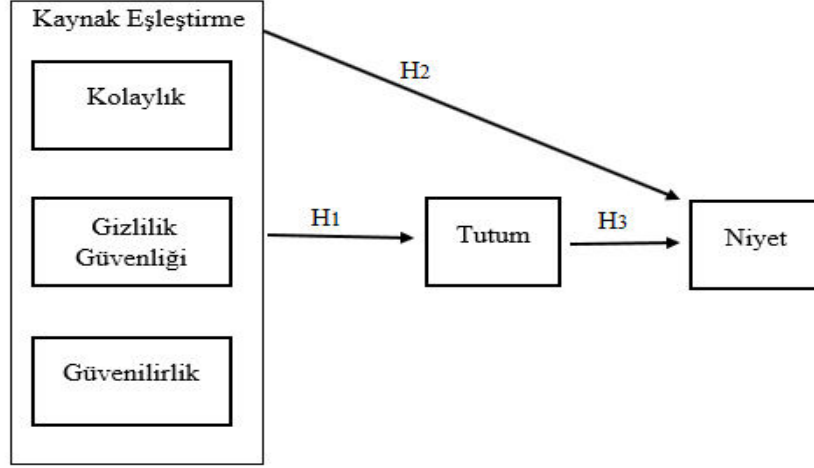 Kaynak Eşleştirme
Kolaylık
Gizlilik
Güvenliği
Güvenilirlik
H1
H2
Tutum
H3
Niyet